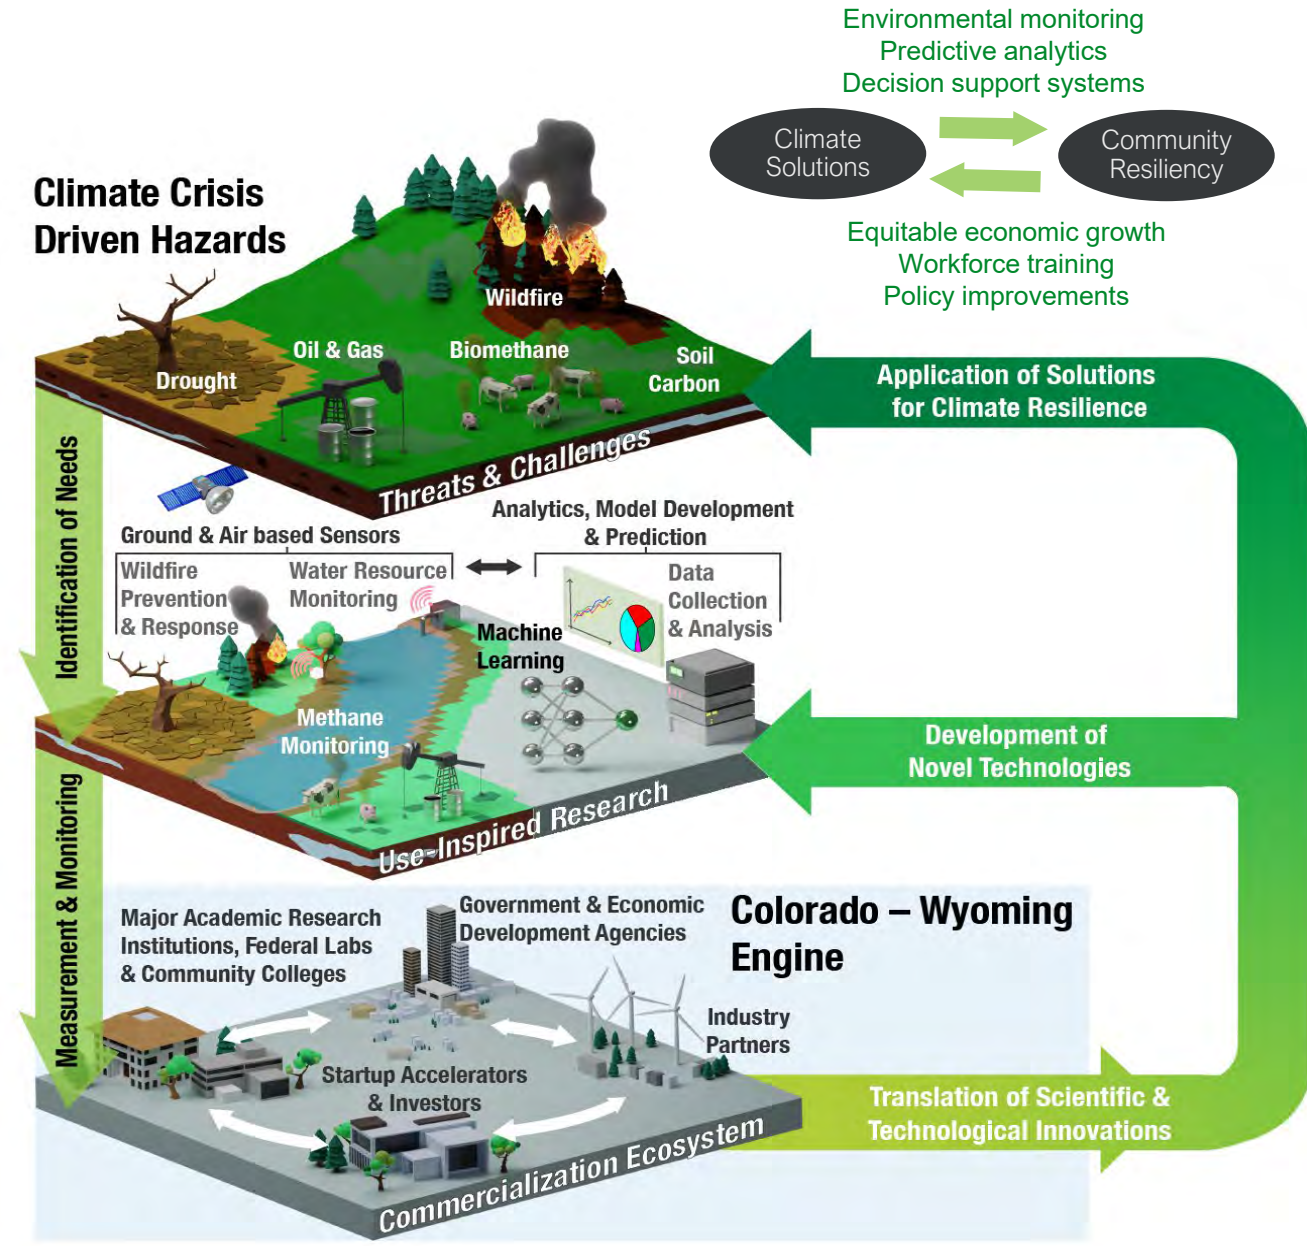 Environmental monitoring
Predictive analytics
Decision support systems
Climate
Solutions
Community
Resiliency
Equitable economic growth
Workforce training
Policy improvements
Climate Crisis
Driven Hazards
Wildfire
Oil & Gas
Biomethane
Soil
Carbon
Drought
Threats & Challenges
Application of Solutions
for Climate Resilience
Identification of Needs
Ground & Air based Sensors
Analytics, Model Development
& Prediction
Wildfire
Prevention
& Response
Water Resource
Monitoring
Data
Collection
& Analysis
Machine
Learning
Methane
Monitoring
Use-Inspired Research
Development of
Novel Technologies
Measurement & Monitoring
Colorado – Wyoming
Engine
Major Academic Research
Institutions, Federal Labs
& Community Colleges
Government & Economic
Development Agencies
Industry
Partners
Startup Accelerators
& Investors
Commercialization Ecosystem
Translation of Scientific &
Technological Innovations